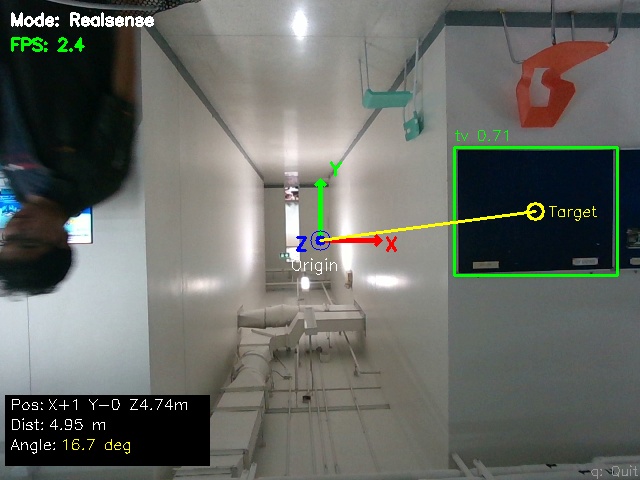 Mode: Realsense
FPS: 2.4
tv 0.71
Y
Target
Z
X
Origin
Pos: X+1 Y-0 Z4.74m
Dist: 4.95 m
Angle: 16.7 deg
q: Quit